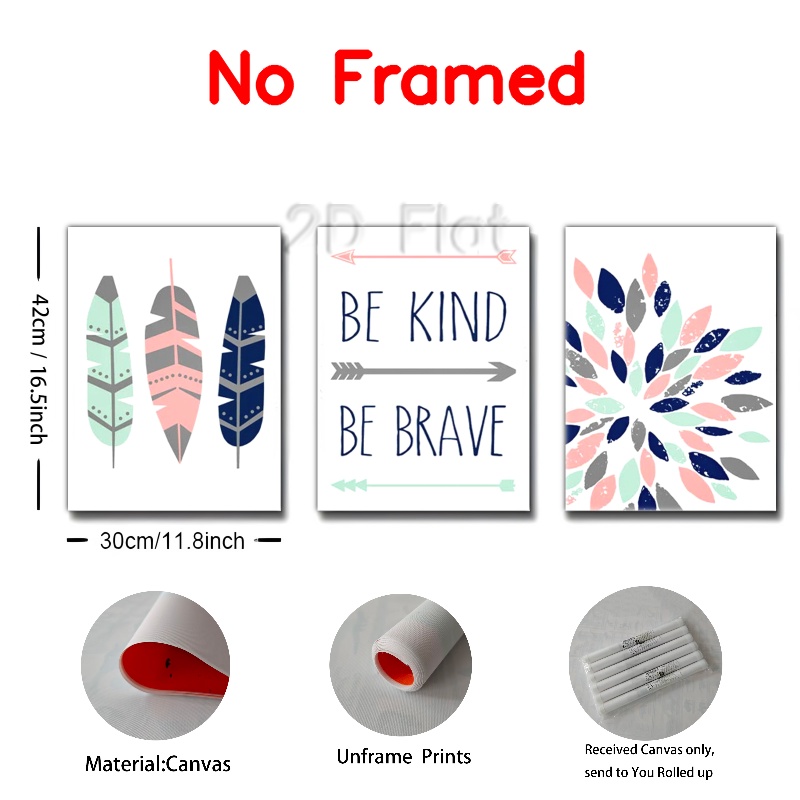 No Framed
2D Flat
42cm / 16.5inch
BE KIND
BE BRAVE
30cm/11.8inch
Material:Canvas
Unframe Prints
Received Canvas only,
send to You Rolled up